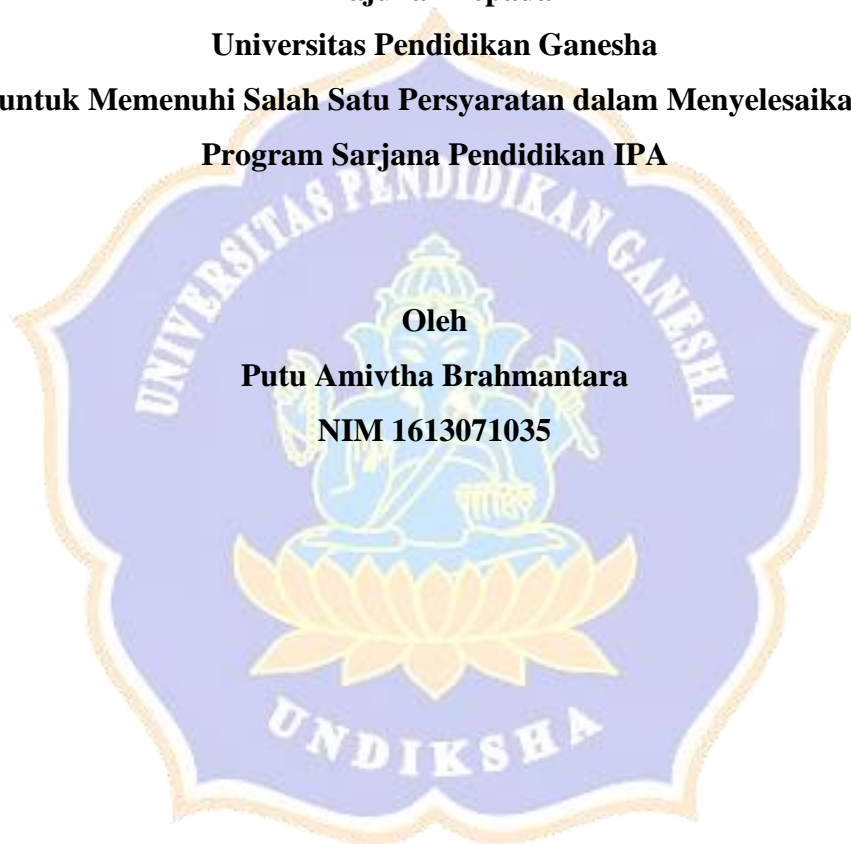 Universitas Pendidikan Ganesha
untuk Memenuhi Salah Satu Persyaratan dalam Menyelesaika
Program Sarjana Pendidikan IPA
UNIVERSITAS PENDIDIKAN GANESHA
Oleh
Putu Amivtha Brahmantara
NIM 1613071035
UNDIKSHA